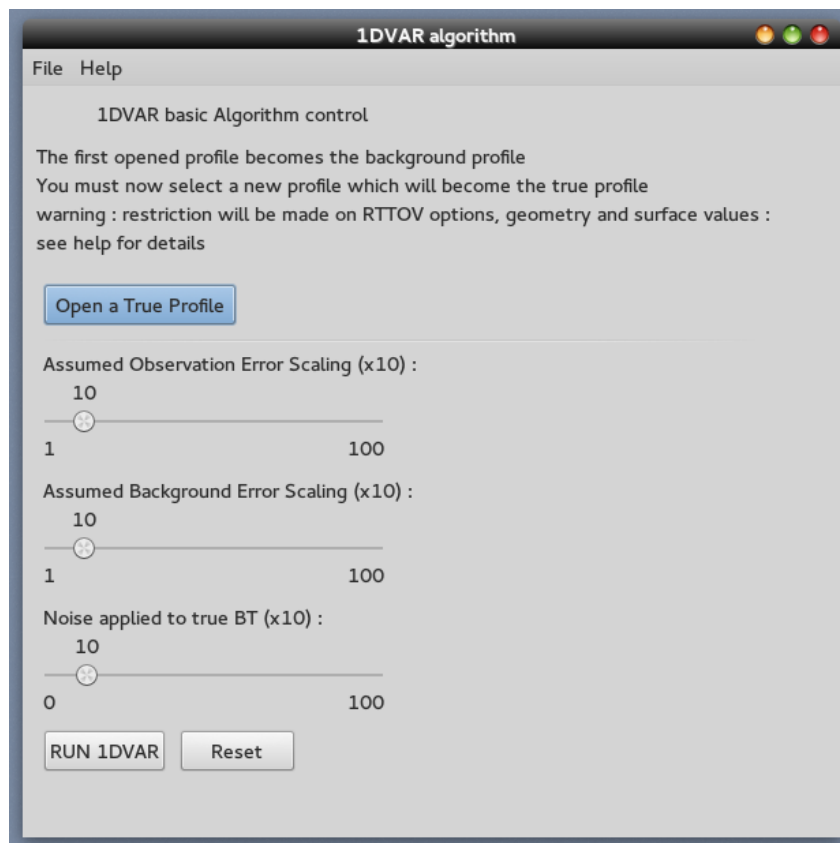 1DVAR algorithm
File Help
1DVAR basic Algorithm control
The first opened profile becomes the background profile
You must now select a new profile which will become the true profile
warning : restriction will be made on RTTOV options, geometry and surface values :
see help for details
Open a True Profile
Assumed Observation Error Scaling (x10) :
10
1 100
Assumed Background Error Scaling (x10) :
10
1 100
Noise applied to true BT (x10) :
10
0 100
RUN 1DVAR Reset